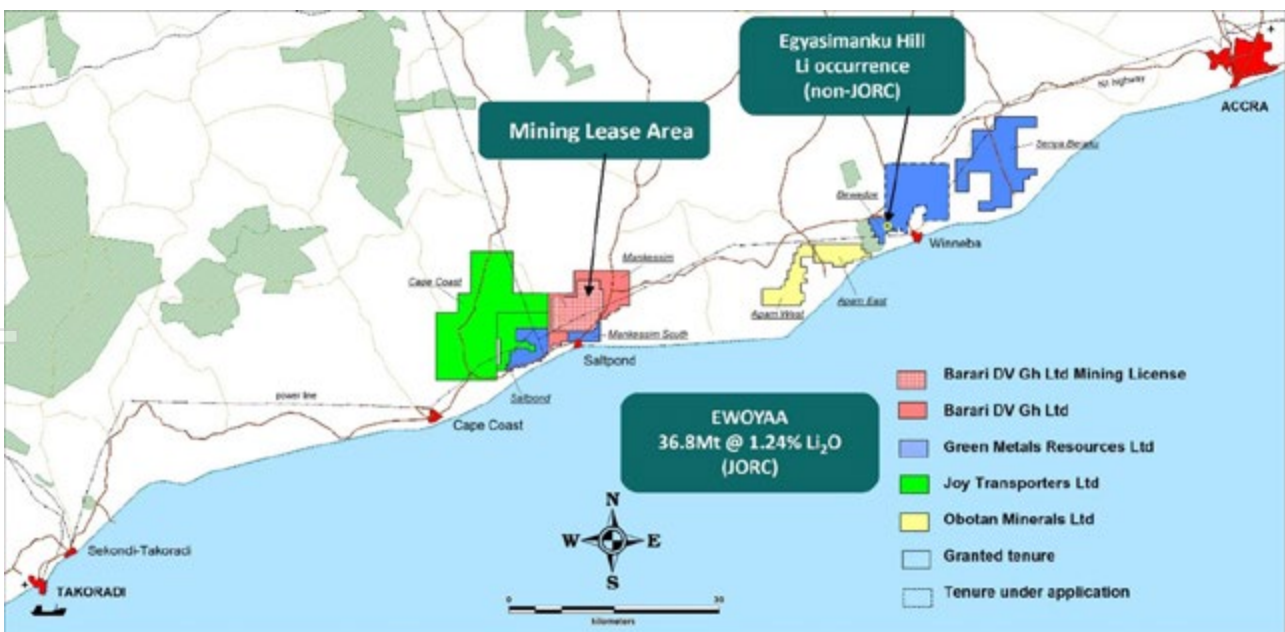 Egyasimanku Hill
Li occurrence
(non-JORC)
Mining Lease Area
N1 highway
ACCRA
Senya Beraku
Bewadze
Winneba
Mankessim
Cape Coast
Apam East
Apam West
Mankessim South
Saltpond
Saltpond
power line
Cape Coast
EWOYAA
36.8Mt @ 1.24% Li₂O
(JORC)
Barari DV Gh Ltd Mining License
Barari DV Gh Ltd
Green Metals Resources Ltd
Joy Transporters Ltd
Obotan Minerals Ltd
Granted tenure
Tenure under application
N
W E
S
Sekondi-Takoradi
TAKORADI
0 30
kilometers